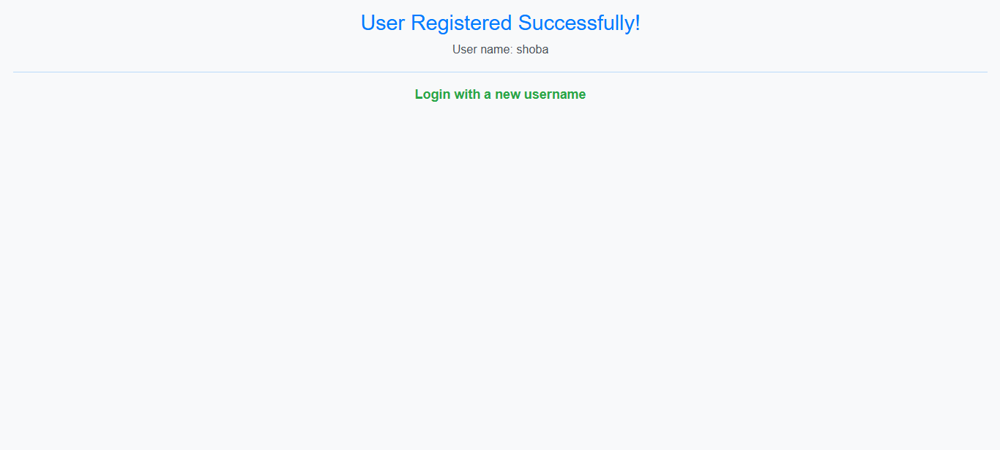 User Registered Successfully!
User name: shoba
Login with a new username